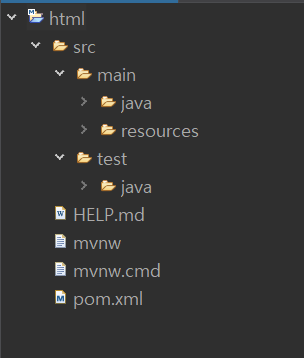 html
src
main
java
resources
test
java
HELP.md
mvnw
mvnw.cmd
pom.xml